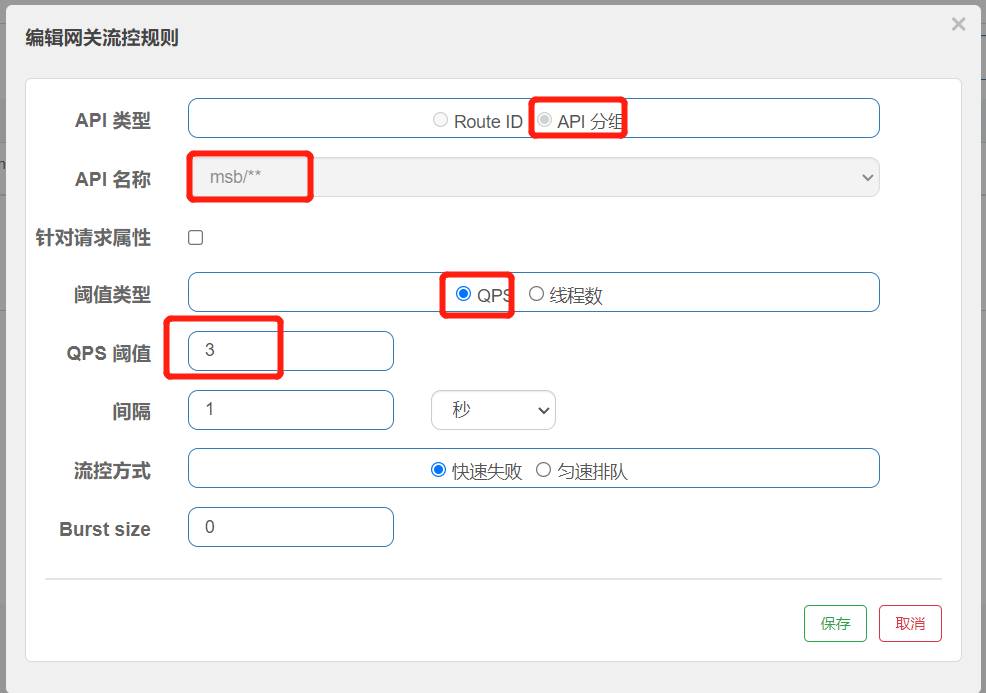 编辑网关流控规则
×
API 类型 Route ID API 分组
API 名称 msb/**
针对请求属性
阈值类型 QPS 线程数
QPS 阈值 3
间隔 1 秒
流控方式 快速失败 匀速排队
Burst size 0
保存 取消